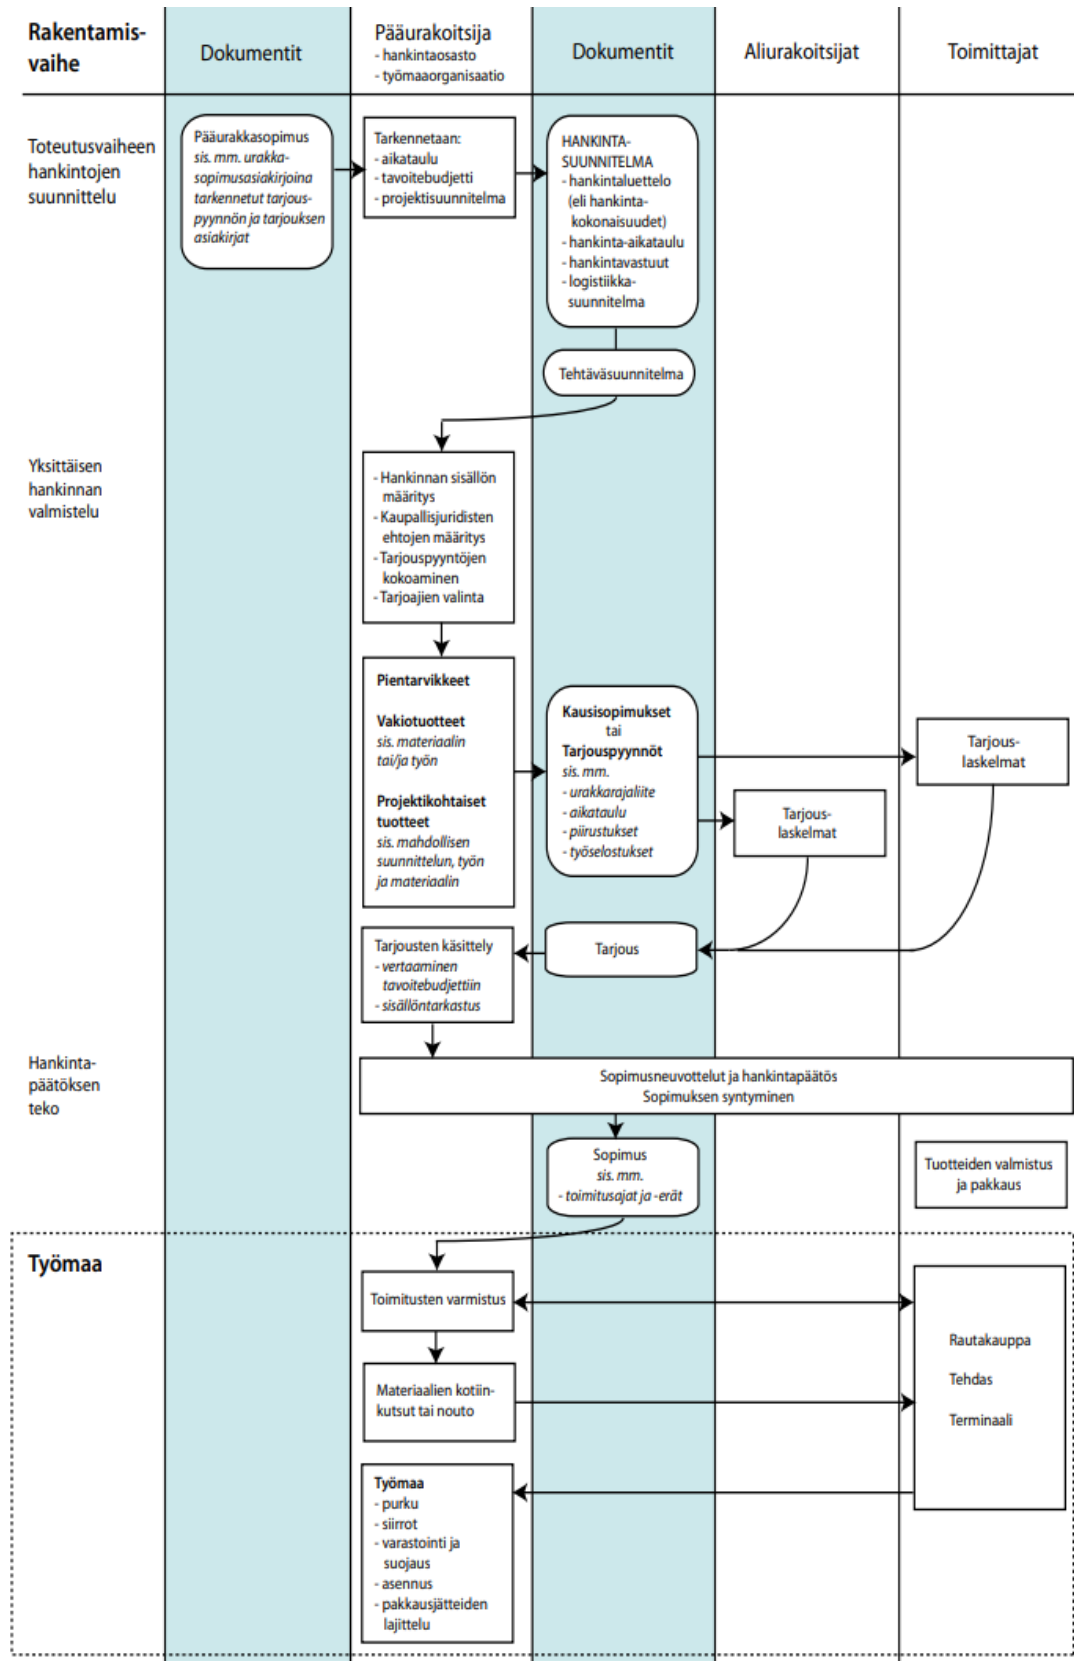 Rakentamis-
vaihe
Dokumentit
Pääurakoitsija
- hankintaosasto
- työmaaorganisaatio
Dokumentit
Aliurakoitsijat
Toimittajat
Toteutusvaiheen
hankintojen
suunnittelu
Pääurakkasopimus
sis. mm. urakka-
sopimusasiakirjoina
tarkennetut tarjous-
pyynnön ja tarjouksen
asiakirjat
Tarkennetaan:
- aikataulu
- tavoitebudjetti
- projektisuunnitelma
HANKINTA-
SUUNNITELMA
- hankintaluettelo
(eli hankinta-
kokonaisuudet)
- hankinta-aikataulu
- hankintavastuut
- logistiikka-
suunnitelma
Tehtäväsuunnitelma
Yksittäisen
hankinnan
valmistelu
- Hankinnan sisällön
määritys
- Kaupallisjuridisten
ehtojen määritys
- Tarjouspyyntöjen
kokoaminen
- Tarjoajien valinta
Pientarvikkeet
Vakiotuotteet
sis. materiaalin
tai/ja työn
Projektikohtaiset
tuotteet
sis. mahdollisen
suunnittelun, työn
ja materiaalin
Kausisopimukset
tai
Tarjouspyynnöt
sis. mm.
- urakkarajaliite
- aikataulu
- piirustukset
- työselostukset
Tarjous-
laskelmat
Tarjous-
laskelmat
Tarjousten käsittely
- vertaaminen
tavoitebudjettiin
- sisällöntarkastus
Tarjous
Hankinta-
päätöksen
teko
Sopimusneuvottelut ja hankintapäätös
Sopimuksen syntyminen
Sopimus
sis. mm.
- toimitusajat ja -erät
Tuotteiden valmistus
ja pakkaus
Työmaa
Toimitusten varmistus
Materiaalien kotiin-
kutsut tai nouto
Rautakauppa
Tehdas
Terminaali
Työmaa
- purku
- siirrot
- varastointi ja
suojaus
- asennus
- pakkausjätteiden
lajittelu